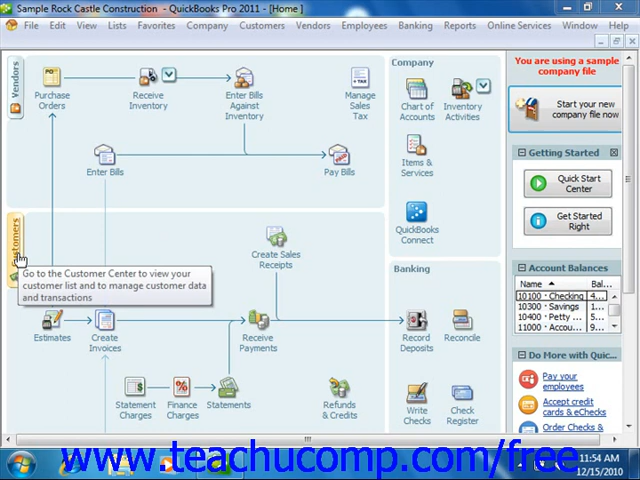 Sample Rock Castle Construction - QuickBooks Pro 2011 - [Home ]
File Edit View Lists Favorites Company Customers Vendors Employees Banking Reports Online Services Window Help
Vendors
Purchase
Orders
Receive
Inventory
Enter Bills
Against
Inventory
TAX
Manage
Sales
Tax
Enter Bills
Pay Bills
Customers
Go to the Customer Center to view your
customer list and to manage customer data
and transactions
Create Sales
Receipts
Estimates
Create
Invoices
Receive
Payments
Statement
Charges
Finance
Charges
Statements
Refunds
& Credits
Company
Chart of
Accounts
Inventory
Activities
Items &
Services
QuickBooks
Connect
Banking
Record
Deposits
Reconcile
Write
Checks
Check
Register
You are using a sample
company file
Start your new
company file now
Getting Started
Quick Start
Center
Get Started
Right
Account Balances
Name Bal...
10100 · Checking 4...
10300 · Savings 1...
10400 · Petty ... ...
11000 · Accou... 9...
Do More with Quic...
Pay your
employees
Accept credit
cards & eChecks
Order Checks &
www.teachucomp.com/free
11:54 AM
12/15/2010